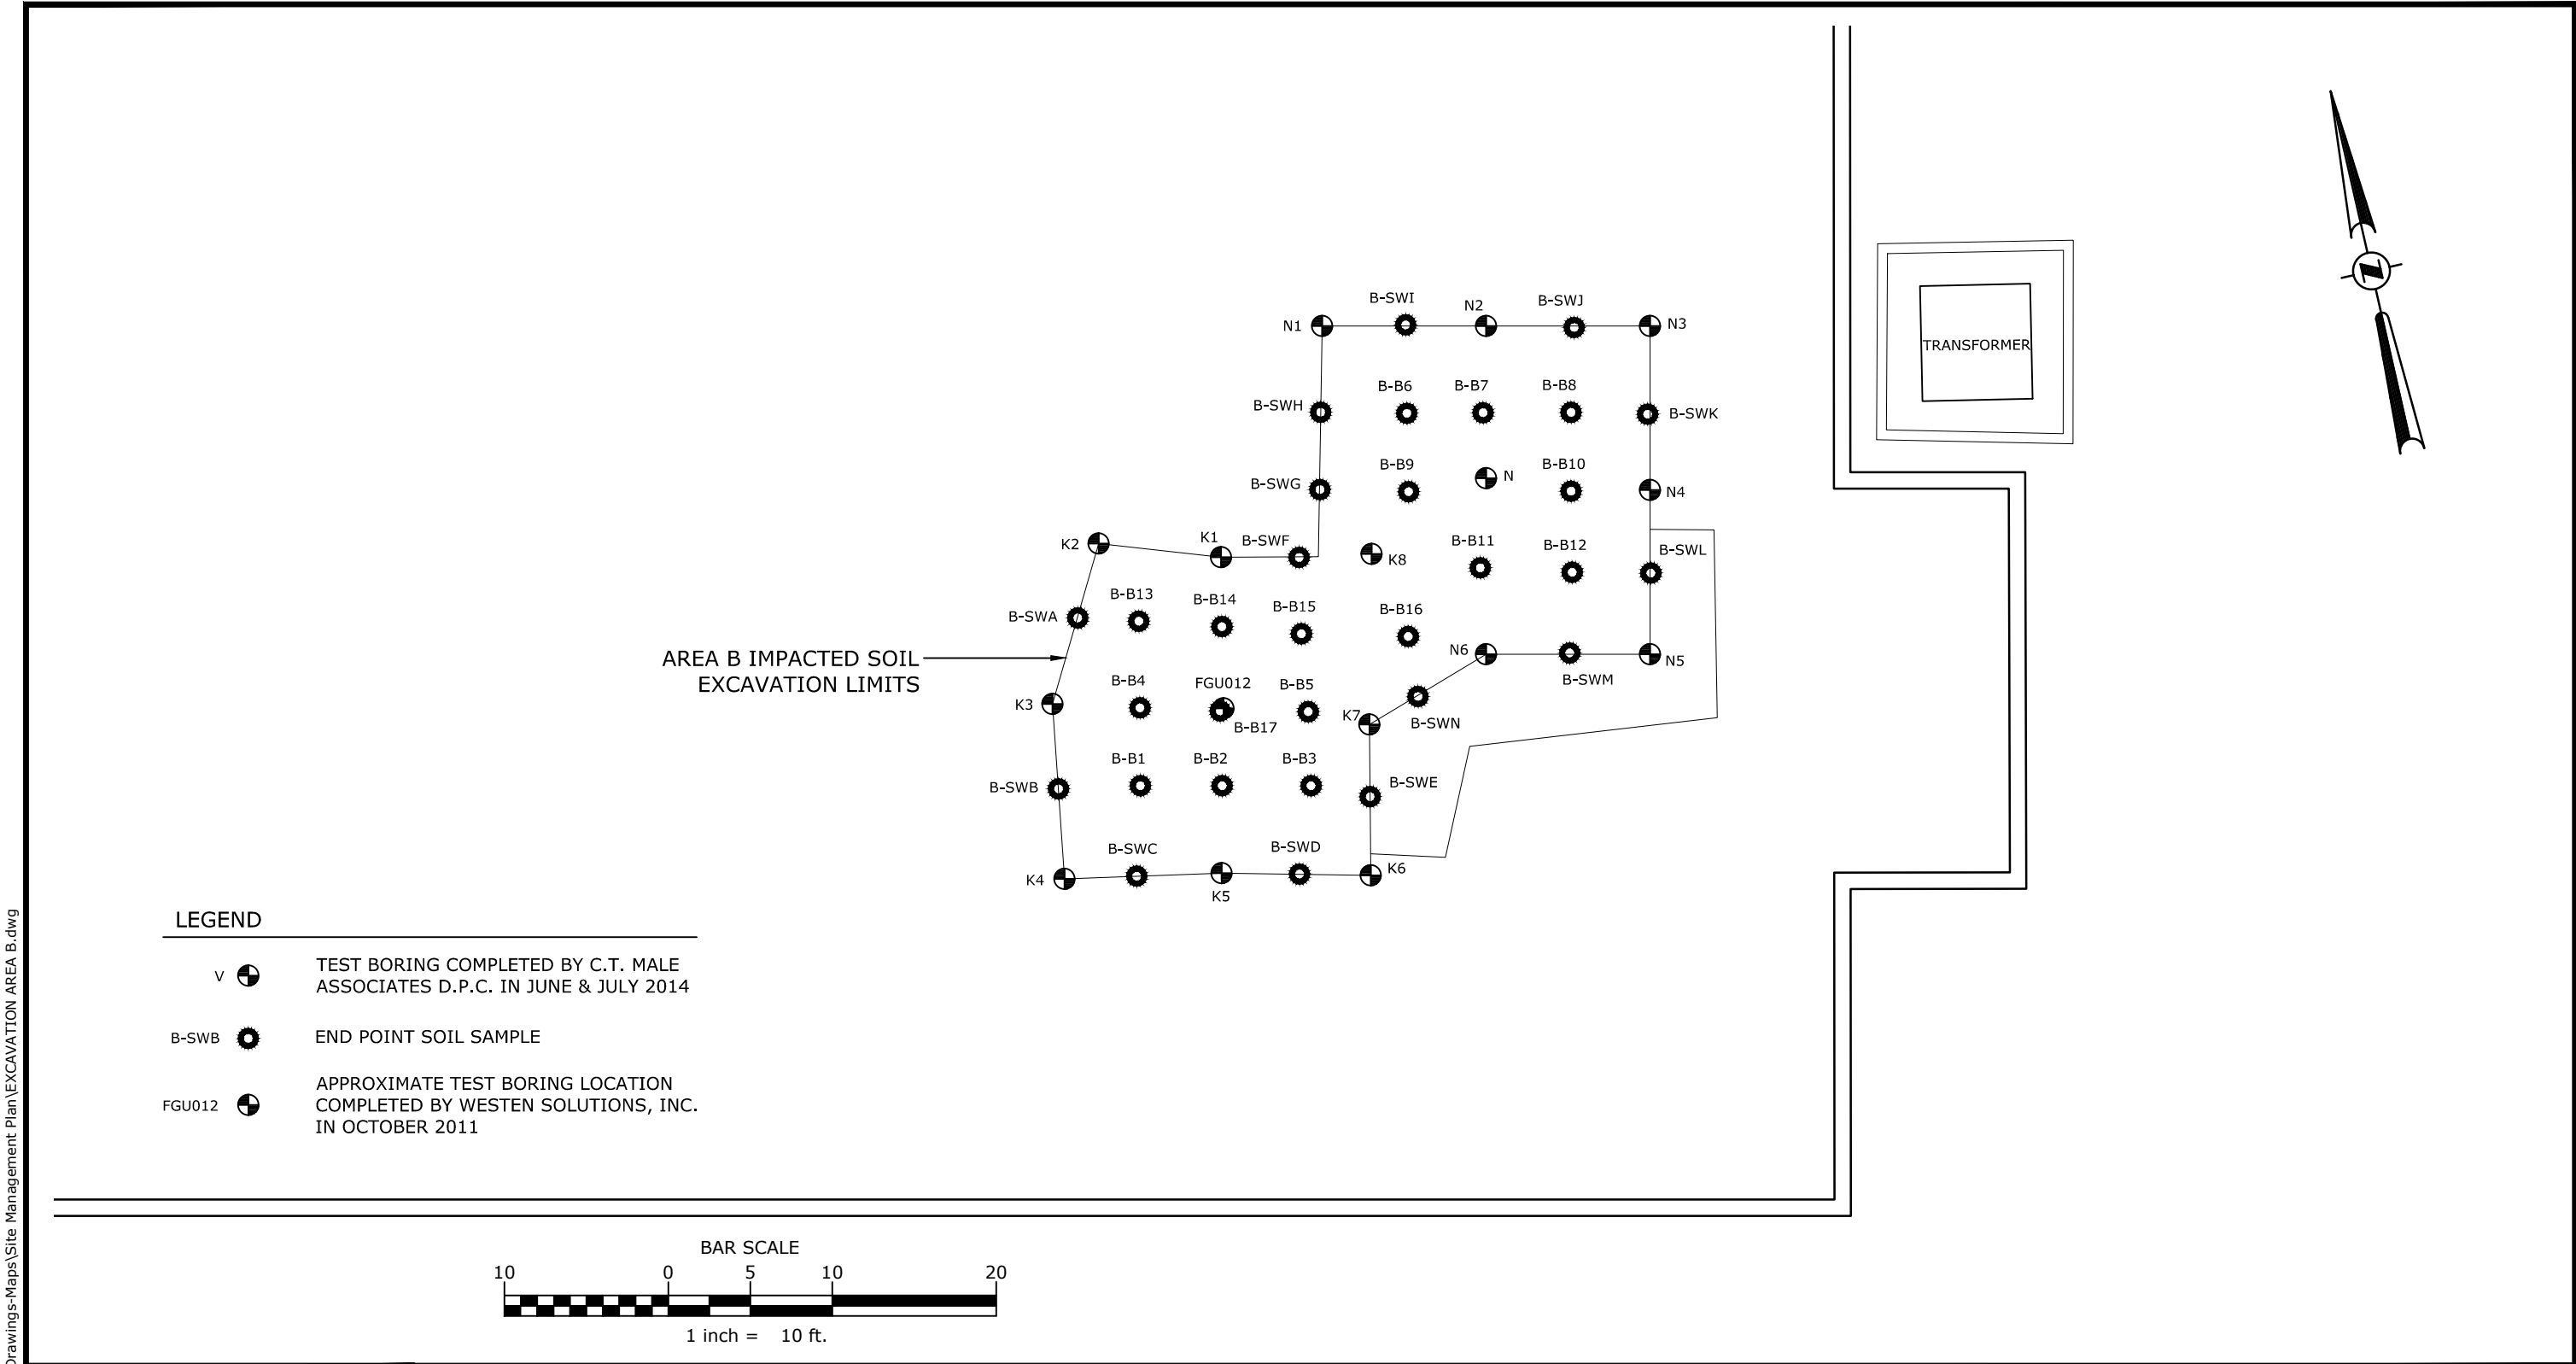 B-SWI
N2
B-SWJ
N1
N3
TRANSFORMER
B-B6
B-B7
B-B8
B-SWH
B-SWK
B-B9
N
B-B10
B-SWG
N4
K2
K1
B-SWF
K8
B-B11
B-B12
B-SWL
B-SWA
B-B13
B-B14
B-B15
B-B16
AREA B IMPACTED SOIL
EXCAVATION LIMITS
N6
N5
B-SWM
K3
B-B4
FGU012
B-B5
B-B17
K7
B-SWN
B-B1
B-B2
B-B3
B-SWB
B-SWE
B-SWC
B-SWD
K4
K5
K6
LEGEND
V
TEST BORING COMPLETED BY C.T. MALE
ASSOCIATES D.P.C. IN JUNE & JULY 2014
B-SWB
END POINT SOIL SAMPLE
FGU012
APPROXIMATE TEST BORING LOCATION
COMPLETED BY WESTEN SOLUTIONS, INC.
IN OCTOBER 2011
BAR SCALE
10 0 5 10 20
1 inch = 10 ft.
Drawings-Maps\Site Management Plan\EXCAVATION AREA B.dwg
N